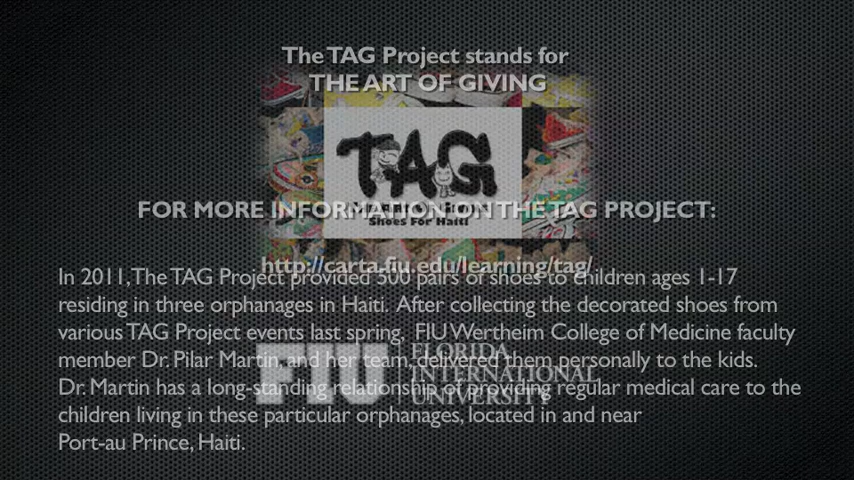 The TAG Project stands for
THE ART OF GIVING
TAG
Shoes For Haiti
FOR MORE INFORMATION ON THE TAG PROJECT:
http://carta.fiu.edu/learning/tag/
In 2011, The TAG Project provided 500 pairs of shoes to children ages 1-17
residing in three orphanages in Haiti. After collecting the decorated shoes from
various TAG Project events last spring, FIU Wertheim College of Medicine faculty
member Dr. Pilar Martin, and her team, delivered them personally to the kids.
Dr. Martin has a long-standing relationship of providing regular medical care to the
children living in these particular orphanages, located in and near
Port-au Prince, Haiti.
FIU
FLORIDA
INTERNATIONAL
UNIVERSITY